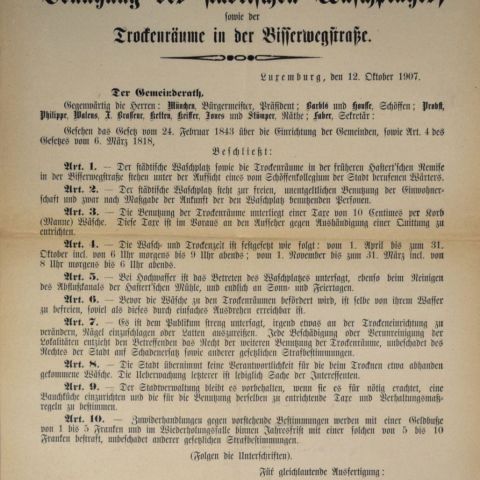 Benutzung des städtischen Waschplatzes,
sowie der
Trockenräume in der Bisserwegstraße.
Luxemburg, den 12. Oktober 1907.
Der Gemeinderath.
Gegenwärtig die Herren: München, Bürgermeister, Präsident; Barblé und Housse, Schöffen; Probst,
Philippe, Walens, X. Brasseur, Ketten, Reiffer, Jones und Stümper, Räthe; Faber, Sekretär:
Gesehen das Gesetz vom 24. Februar 1843 über die Einrichtung der Gemeinden, sowie Art. 4 des
Gesetzes vom 6. März 1818,
Beschließt:
Art. 1. — Der städtische Waschplatz sowie die Trockenräume in der früheren Hastert'schen Remise
in der Bisserwegstraße stehen unter der Aufsicht eines vom Schöffenkollegium der Stadt berufenen Wärters.
Art. 2. — Der städtische Waschplatz steht zur freien, unentgeltlichen Benutzung der Einwohner-
schaft und zwar nach Maßgabe der Ankunft der den Waschplatz benutzenden Personen.
Art. 3. — Die Benutzung der Trockenräume unterliegt einer Taxe von 10 Centimes per Korb
(Manne) Wäsche. Diese Taxe ist im Voraus an den Aufseher gegen Aushändigung einer Quittung zu
entrichten.
Art. 4. — Die Wasch- und Trockenzeit ist festgesetzt wie folgt: vom 1. April bis zum 31.
Oktober incl. von 6 Uhr morgens bis 9 Uhr abends; vom 1. November bis zum 31. März incl. von
8 Uhr morgens bis 6 Uhr abends.
Art. 5. — Bei Hochwasser ist das Betreten des Waschplatzes untersagt, ebenso beim Reinigen
des Abflußkanals der Hastert'schen Mühle, und endlich an Sonn- und Feiertagen.
Art. 6. — Bevor die Wäsche zu den Trockenräumen befördert wird, ist selbe von ihrem Wasser
zu befreien, soviel als dieses durch einfaches Ausdrehen erreichbar ist.
Art. 7. — Es ist dem Publikum streng untersagt, irgend etwas an der Trockeneinrichtung zu
verändern, Nägel einzuschlagen oder Latten auszureißen. Jede Beschädigung oder Verunreinigung der
Lokalitäten entzieht den Betreffenden das Recht der weiteren Benutzung der Trockenräume, unbeschadet
des Rechtes der Stadt auf Schadenersatz sowie anderer gesetzlichen Strafbestimmungen.
Art. 8. — Die Stadt übernimmt keine Verantwortlichkeit für die beim Trocknen etwa abhanden
gekommene Wäsche. Die Ueberwachung letzterer ist lediglich Sache der Interessenten.
Art. 9. — Der Stadtverwaltung bleibt es vorbehalten, wenn sie es für nötig erachtet, eine
Bauchküche einzurichten und die für die Benutzung derselben zu entrichtende Taxe und Verhaltungsmaß-
regeln zu bestimmen.
Art. 10. — Zuwiderhandlungen gegen vorstehende Bestimmungen werden mit einer Geldbuße
von 1 bis 5 Franken und im Wiederholungsfalle binnen Jahresfrist mit einer solchen von 5 bis 10
Franken bestraft, unbeschadet anderer gesetzlichen Strafbestimmungen.
(Folgen die Unterschriften).
Für gleichlautende Ausfertigung: